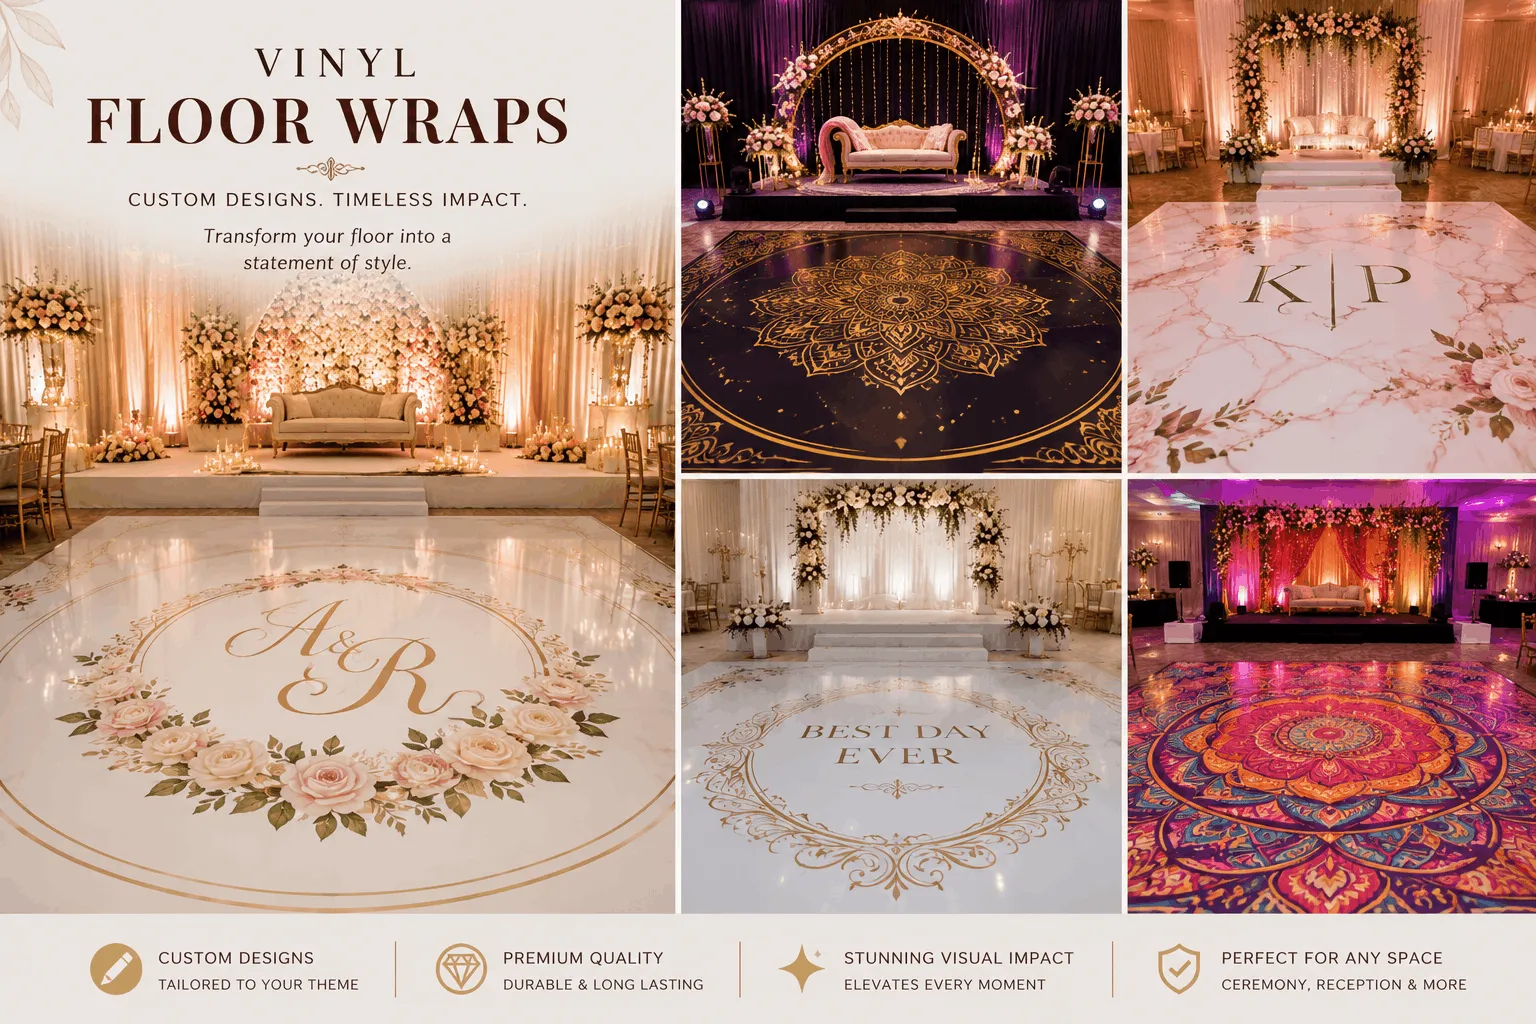 VINYL
FLOOR WRAPS
CUSTOM DESIGNS. TIMELESS IMPACT.
Transform your floor into a
statement of style.
A&R
K|P
BEST DAY
EVER
CUSTOM DESIGNS
TAILORED TO YOUR THEME
PREMIUM QUALITY
DURABLE & LONG LASTING
STUNNING VISUAL IMPACT
ELEVATES EVERY MOMENT
PERFECT FOR ANY SPACE
CEREMONY, RECEPTION & MORE